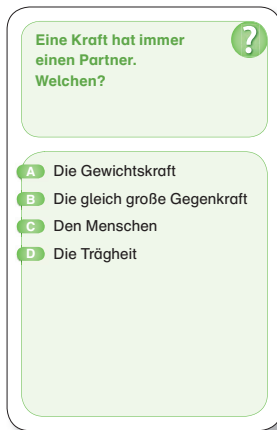 Eine Kraft hat immer
einen Partner.
Welchen?
?
A Die Gewichtskraft
B Die gleich große Gegenkraft
C Den Menschen
D Die Trägheit